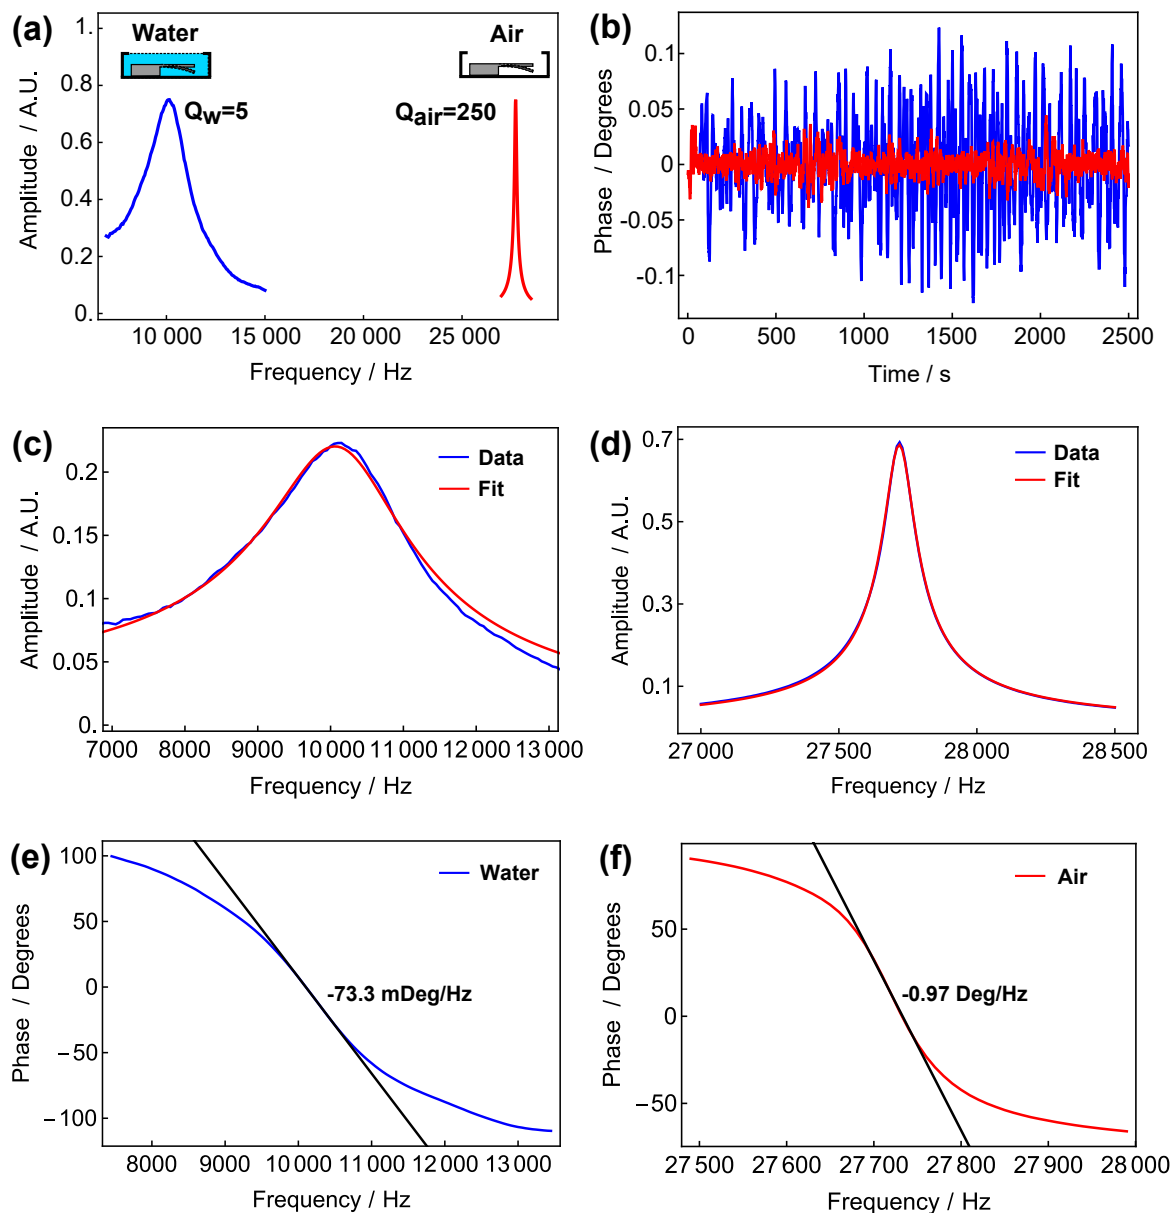 (a)
Water
Air
Qw=5
Qair=250
1.
0.8
0.6
0.4
0.2
0.
Amplitude / A.U.
10 000 15 000 20 000 25 000
Frequency / Hz
(b)
0.1
0.05
0
-0.05
-0.1
Phase / Degrees
0 500 1000 1500 2000 2500
Time / s
(c)
Data
Fit
0.2
0.15
0.1
0.05
0.
Amplitude / A.U.
7000 8000 9000 10 000 11 000 12 000 13 000
Frequency / Hz
(d)
Data
Fit
0.7
0.5
0.3
0.1
Amplitude / A.U.
27 000 27 500 28 000 28 500
Frequency / Hz
(e)
Water
-73.3 mDeg/Hz
100
50
0
−50
−100
Phase / Degrees
8000 9000 10 000 11 000 12 000 13 000
Frequency / Hz
(f)
Air
-0.97 Deg/Hz
50
0
−50
Phase / Degrees
27 500 27 600 27 700 27 800 27 900 28 000
Frequency / Hz